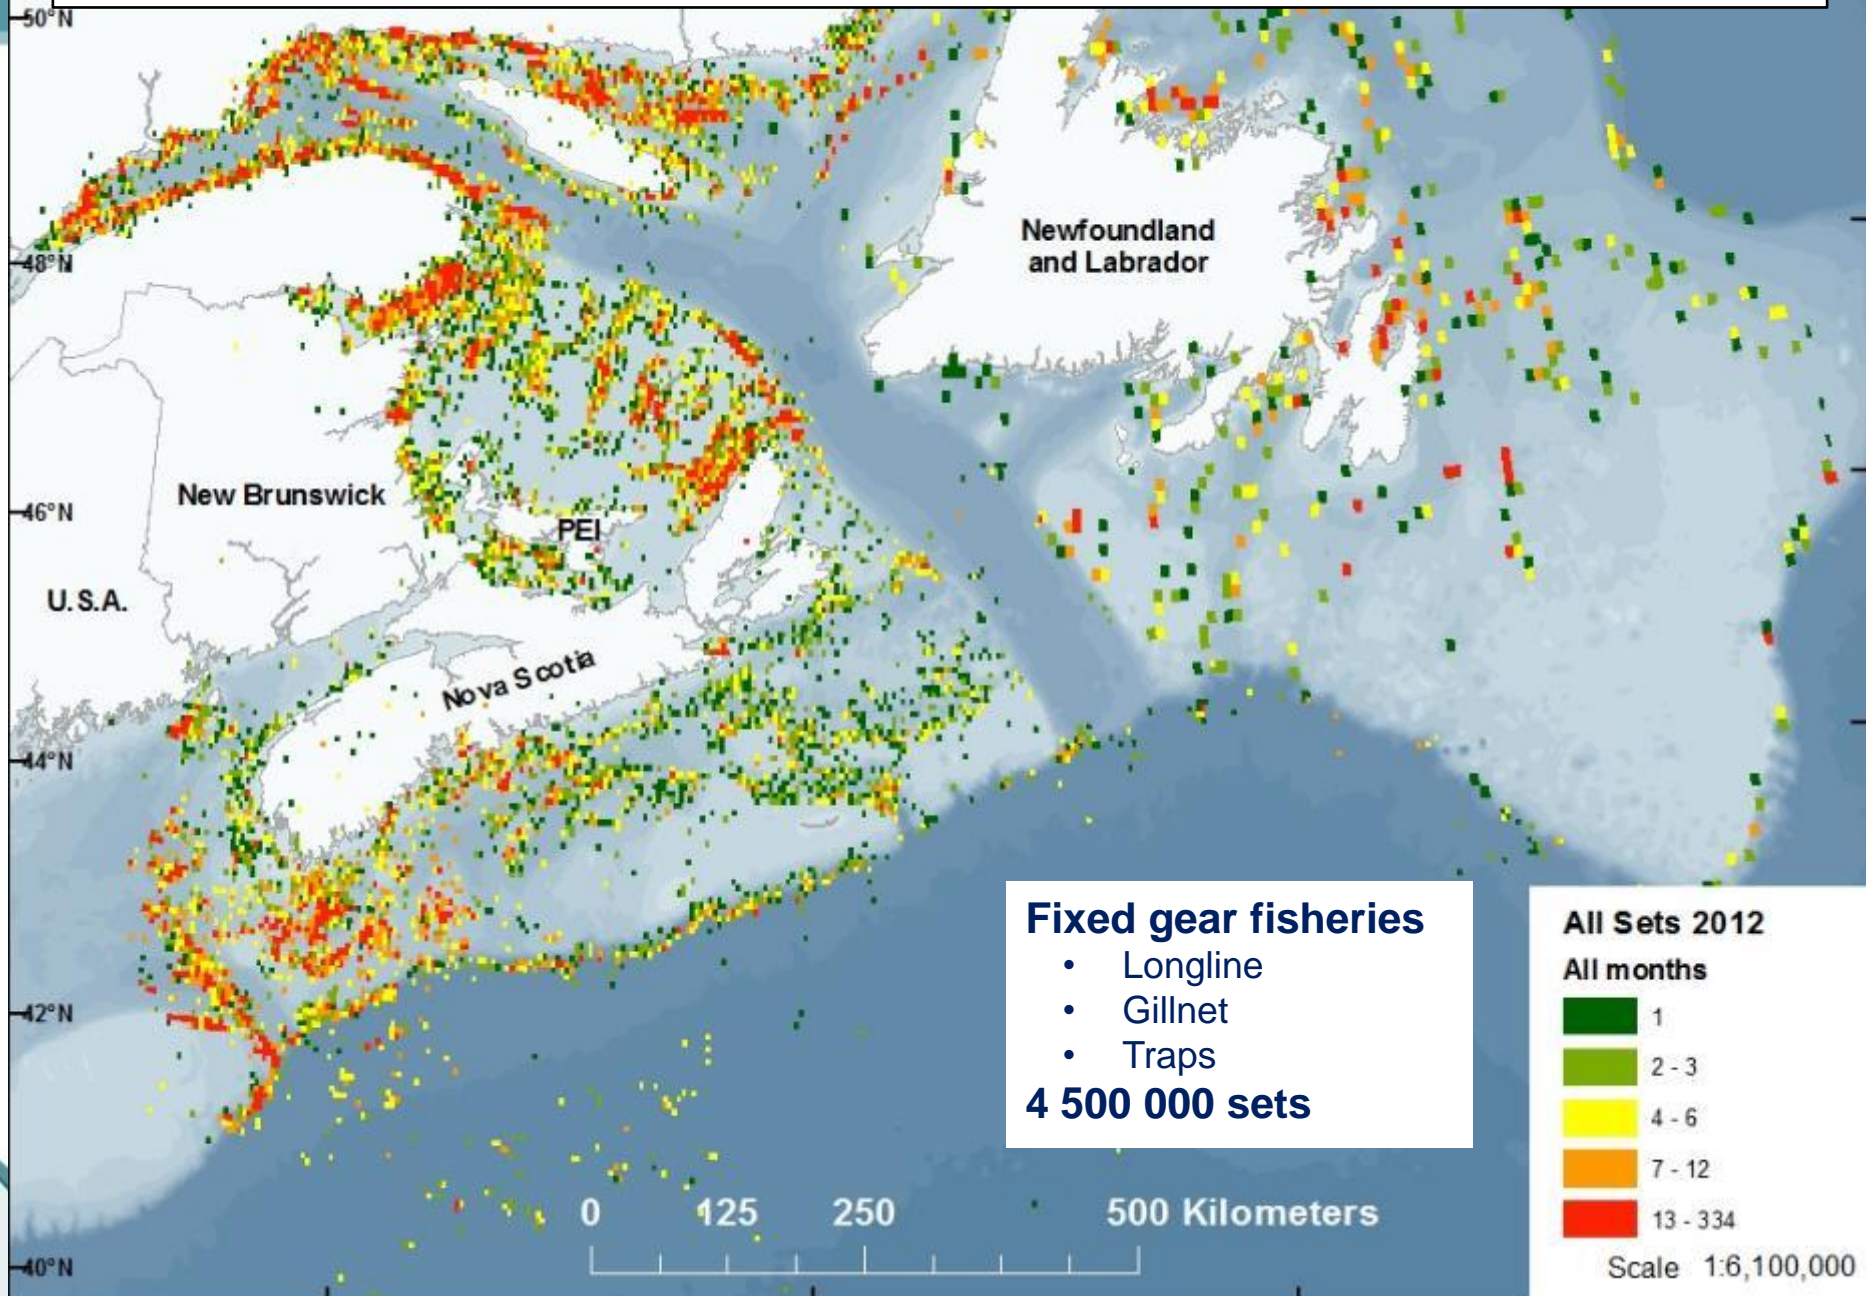 50°N
48°N
46°N
44°N
42°N
40°N
Newfoundland
and Labrador
New Brunswick
PEI
U.S.A.
Nova Scotia
Fixed gear fisheries
• Longline
• Gillnet
• Traps
4 500 000 sets
All Sets 2012
All months
1
2 - 3
4 - 6
7 - 12
13 - 334
Scale 1:6,100,000
0 125 250 500 Kilometers